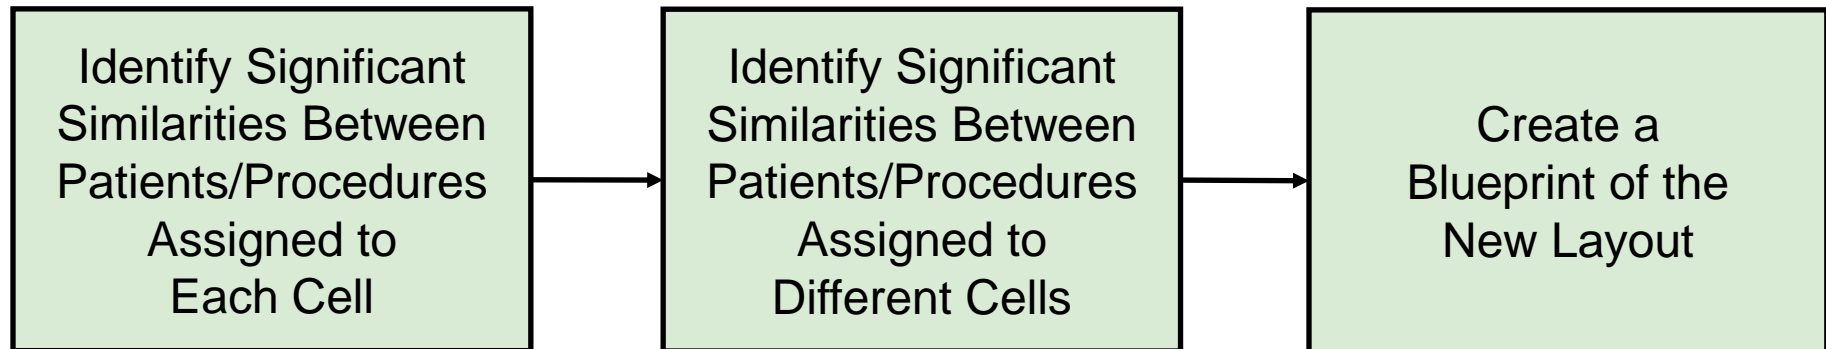 Identify Significant
Similarities Between
Patients/Procedures
Assigned to
Each Cell
Identify Significant
Similarities Between
Patients/Procedures
Assigned to
Different Cells
Create a
Blueprint of the
New Layout